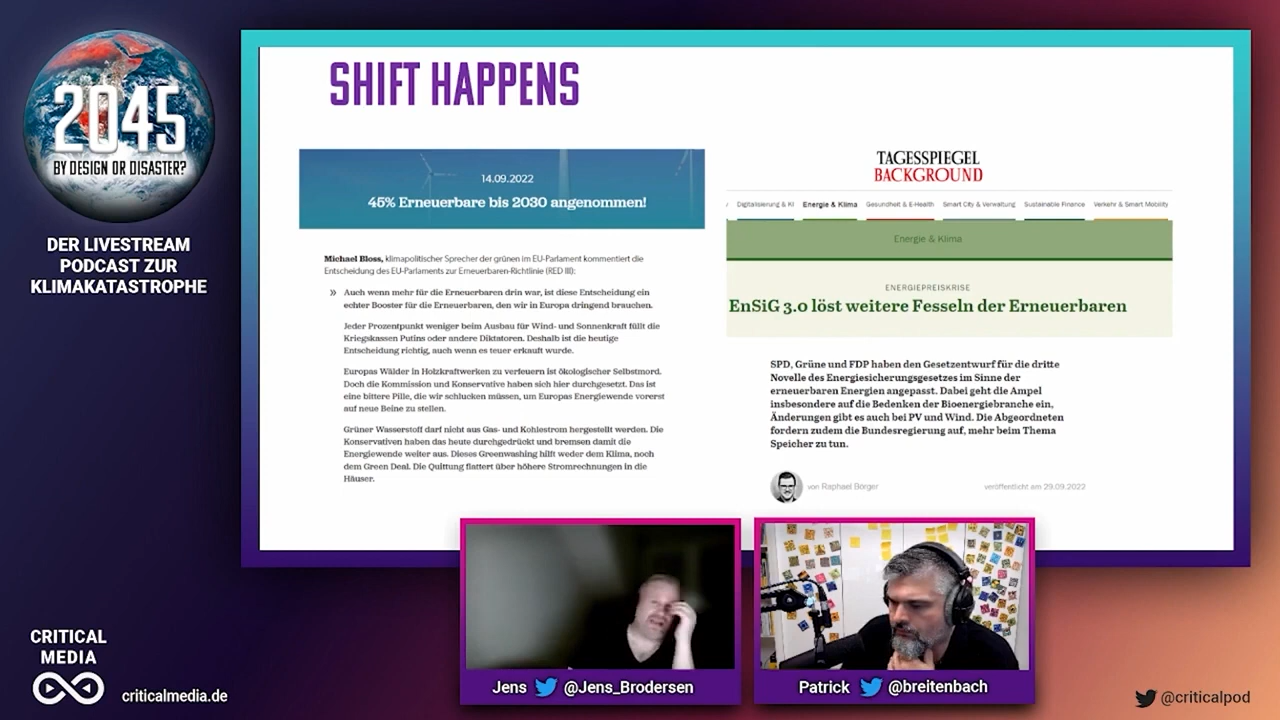 2045
BY DESIGN OR DISASTER?
DER LIVESTREAM
PODCAST ZUR
KLIMAKATASTROPHE
SHIFT HAPPENS
14.09.2022
45% Erneuerbare bis 2030 angenommen!
Michael Bloss, klimapolitischer Sprecher der grünen im EU-Parlament kommentiert die
Entscheidung des EU-Parlaments zur Erneuerbaren-Richtlinie (RED III):
» Auch wenn mehr für die Erneuerbaren drin war, ist diese Entscheidung ein
echter Booster für die Erneuerbaren, den wir in Europa dringend brauchen.
Jeder Prozentpunkt weniger beim Ausbau für Wind- und Sonnenkraft füllt die
Kriegskassen Putins oder andere Diktatoren. Deshalb ist die heutige
Entscheidung richtig, auch wenn es teuer erkauft wurde.
Europas Wälder in Holzkraftwerken zu verfeuern ist ökologischer Selbstmord.
Doch die Kommission und Konservative haben sich hier durchgesetzt. Das ist
eine bittere Pille, die wir schlucken müssen, um Europas Energiewende vorerst
auf neue Beine zu stellen.
Grüner Wasserstoff darf nicht aus Gas- und Kohlestrom hergestellt werden. Die
Konservativen haben das heute durchgedrückt und bremsen damit die
Energiewende weiter aus. Dieses Greenwashing hilft weder dem Klima, noch
dem Green Deal. Die Quittung flattert über höhere Stromrechnungen in die
Häuser.
TAGESSPIEGEL
BACKGROUND
Digitalisierung & KI Energie & Klima Gesundheit & E-Health Smart City & Verwaltung Sustainable Finance Verkehr & Smart Mobility
Energie & Klima
ENERGIEPREISKRISE
EnSiG 3.0 löst weitere Fesseln der Erneuerbaren
SPD, Grüne und FDP haben den Gesetzentwurf für die dritte
Novelle des Energiesicherungsgesetzes im Sinne der
erneuerbaren Energien angepasst. Dabei geht die Ampel
insbesondere auf die Bedenken der Bioenergiebranche ein,
Änderungen gibt es auch bei PV und Wind. Die Abgeordneten
fordern zudem die Bundesregierung auf, mehr beim Thema
Speicher zu tun.
von Raphael Börger veröffentlicht am 29.09.2022
Jens @Jens_Brodersen
Patrick @breitenbach
CRITICAL
MEDIA
criticalmedia.de
@criticalpod